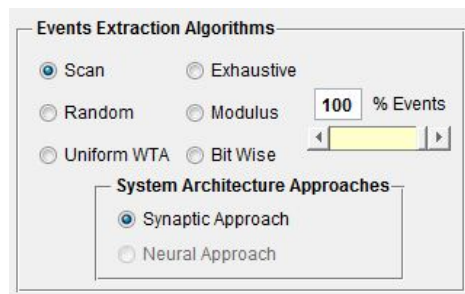 Events Extraction Algorithms
Scan Exhaustive
Random Modulus 100 % Events
Uniform WTA Bit Wise
System Architecture Approaches
Synaptic Approach
Neural Approach